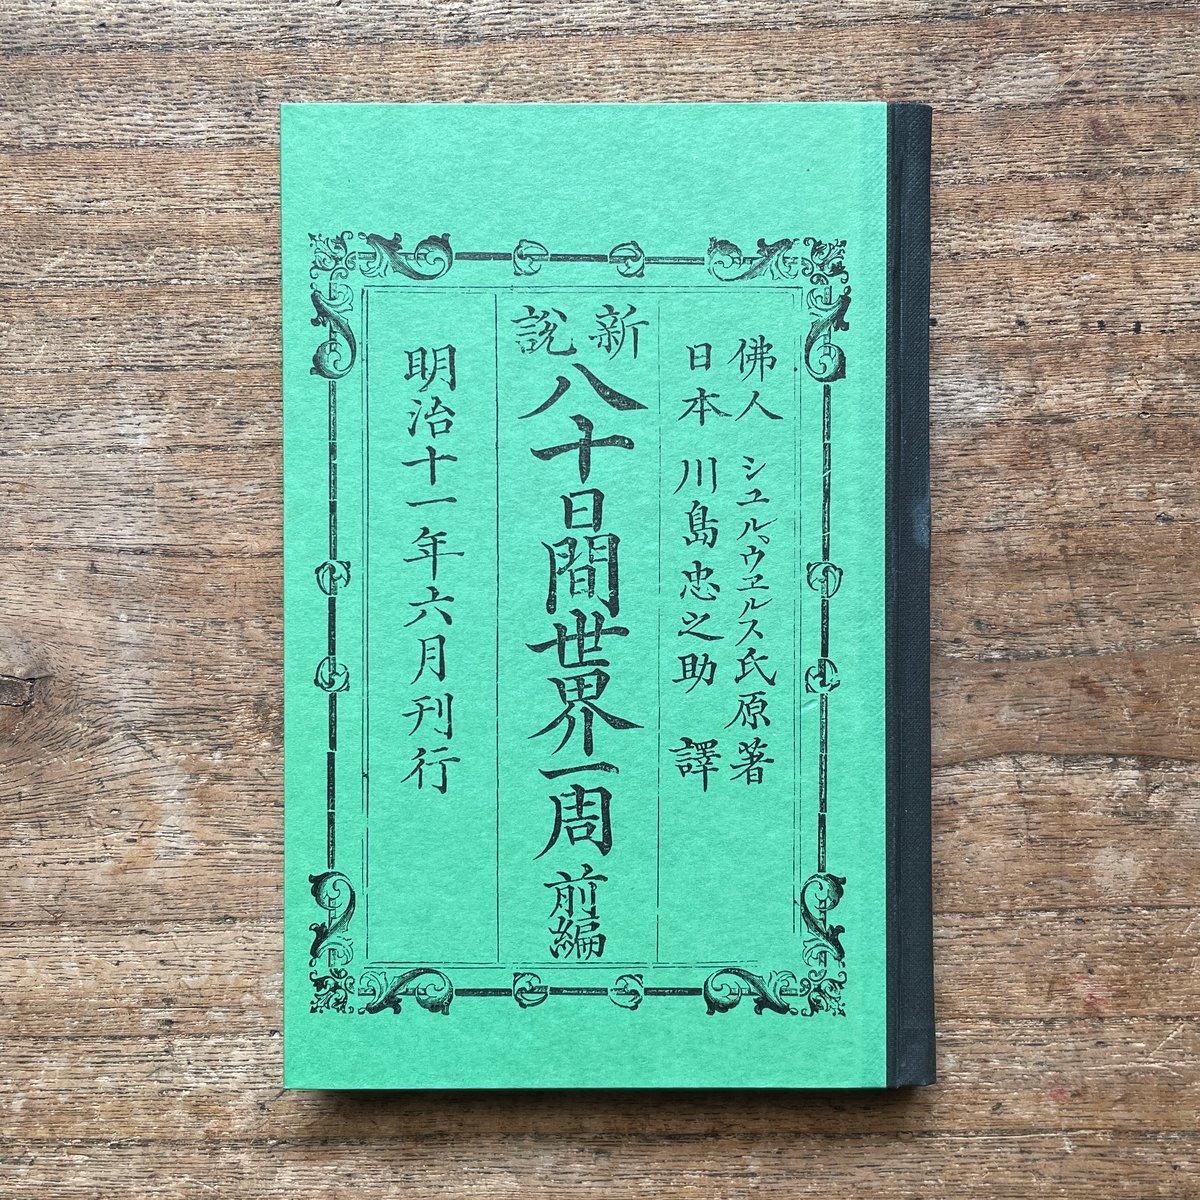 佛人 シユル、ウヱルス氏原著
日本 川島忠之助 譯
新説
八十日間世界一周 前編
明治十一年六月刊行